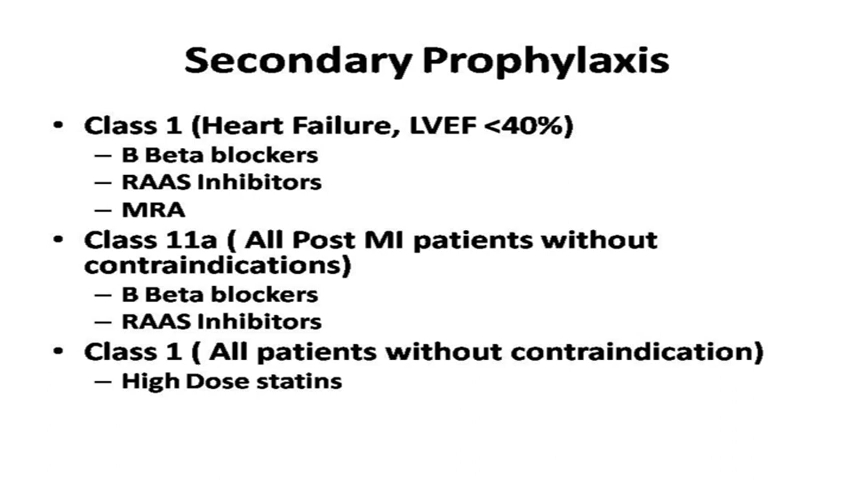 Secondary Prophylaxis
• Class 1 (Heart Failure, LVEF <40%)
– B Beta blockers
– RAAS Inhibitors
– MRA
• Class 11a ( All Post MI patients without
contraindications)
– B Beta blockers
– RAAS Inhibitors
• Class 1 ( All patients without contraindication)
– High Dose statins